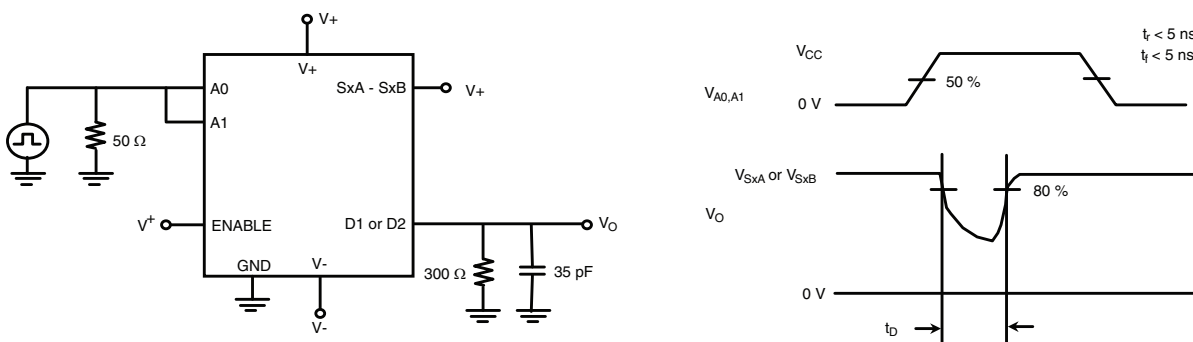 V+
V+
A0
SxA - SxB
V+
A1
50 Ω
V+
ENABLE
D1 or D2
VO
GND
V-
300 Ω
35 pF
V-
tr < 5 ns
tf < 5 ns
VCC
VA0,A1
50 %
0 V
VSxA or VSxB
80 %
VO
0 V
tD